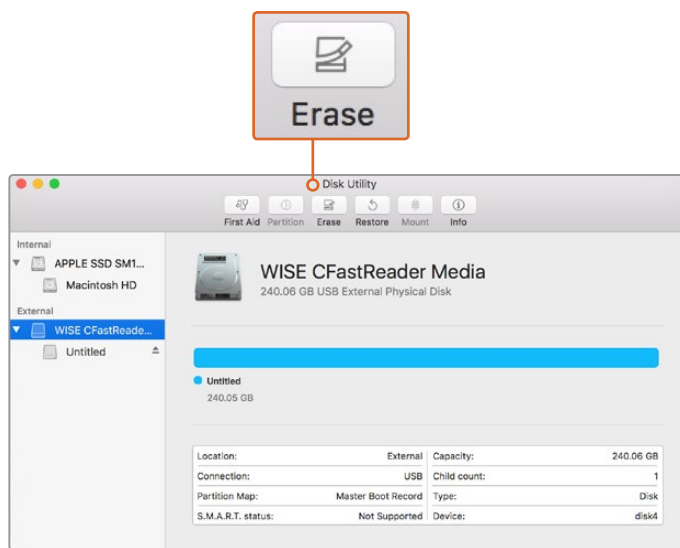 Erase
Disk Utility
First Aid Partition Erase Restore Mount Info
Internal
APPLE SSD SM1...
Macintosh HD
External
WISE CFastReade...
Untitled
WISE CFastReader Media
240.06 GB USB External Physical Disk
Untitled
240.05 GB
Location: External Capacity: 240.06 GB
Connection: USB Child count: 1
Partition Map: Master Boot Record Type: Disk
S.M.A.R.T. status: Not Supported Device: disk4